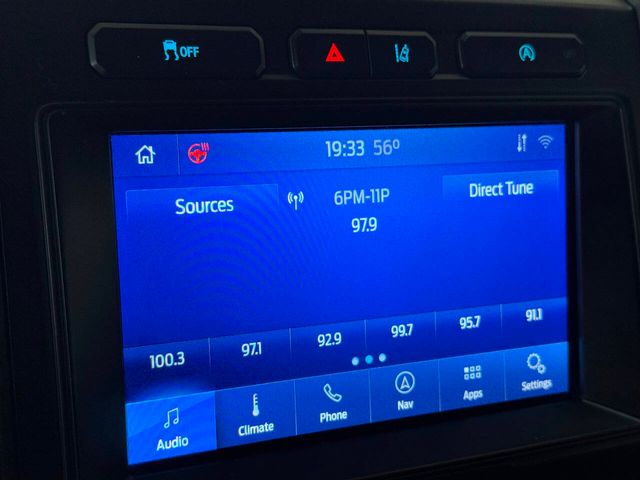 OFF
19:33 56°
Sources
6PM-11P
Direct Tune
97.9
100.3
97.1
92.9
99.7
95.7
91.1
Audio
Climate
Phone
Nav
Apps
Settings